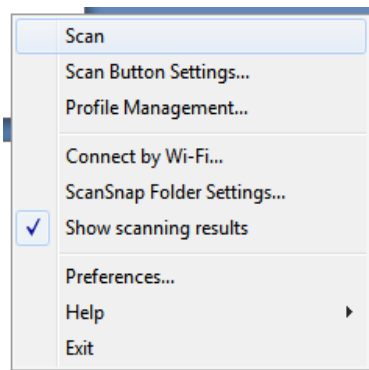 Scan
Scan Button Settings...
Profile Management...
Connect by Wi-Fi...
ScanSnap Folder Settings...
Show scanning results
Preferences...
Help
Exit